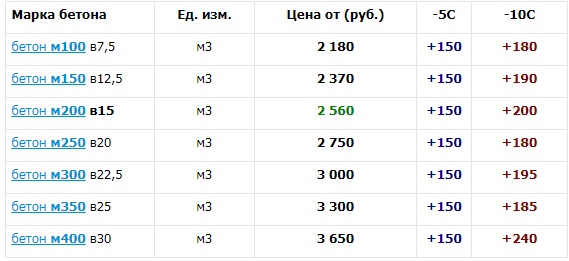 Марка бетона Ед. изм. Цена от (руб.) -5С -10С
бетон м100 в7,5 м3 2 180 +150 +180
бетон м150 в12,5 м3 2 370 +150 +190
бетон м200 в15 м3 2 560 +150 +200
бетон м250 в20 м3 2 750 +150 +180
бетон м300 в22,5 м3 3 000 +150 +195
бетон м350 в25 м3 3 300 +150 +185
бетон м400 в30 м3 3 650 +150 +240